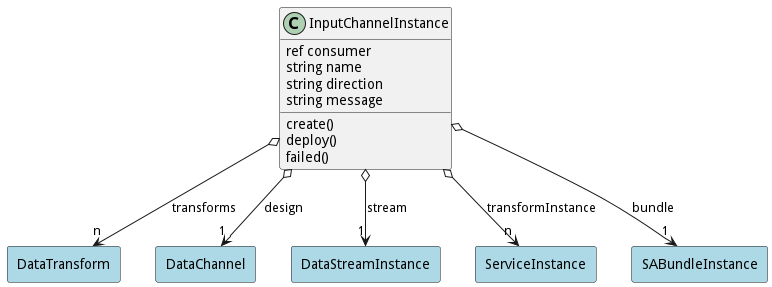 C InputChannelInstance
ref consumer
string name
string direction
string message
create()
deploy()
failed()
transforms
design
stream
transformInstance
bundle
n
1
1
n
1
DataTransform
DataChannel
DataStreamInstance
ServiceInstance
SABundleInstance